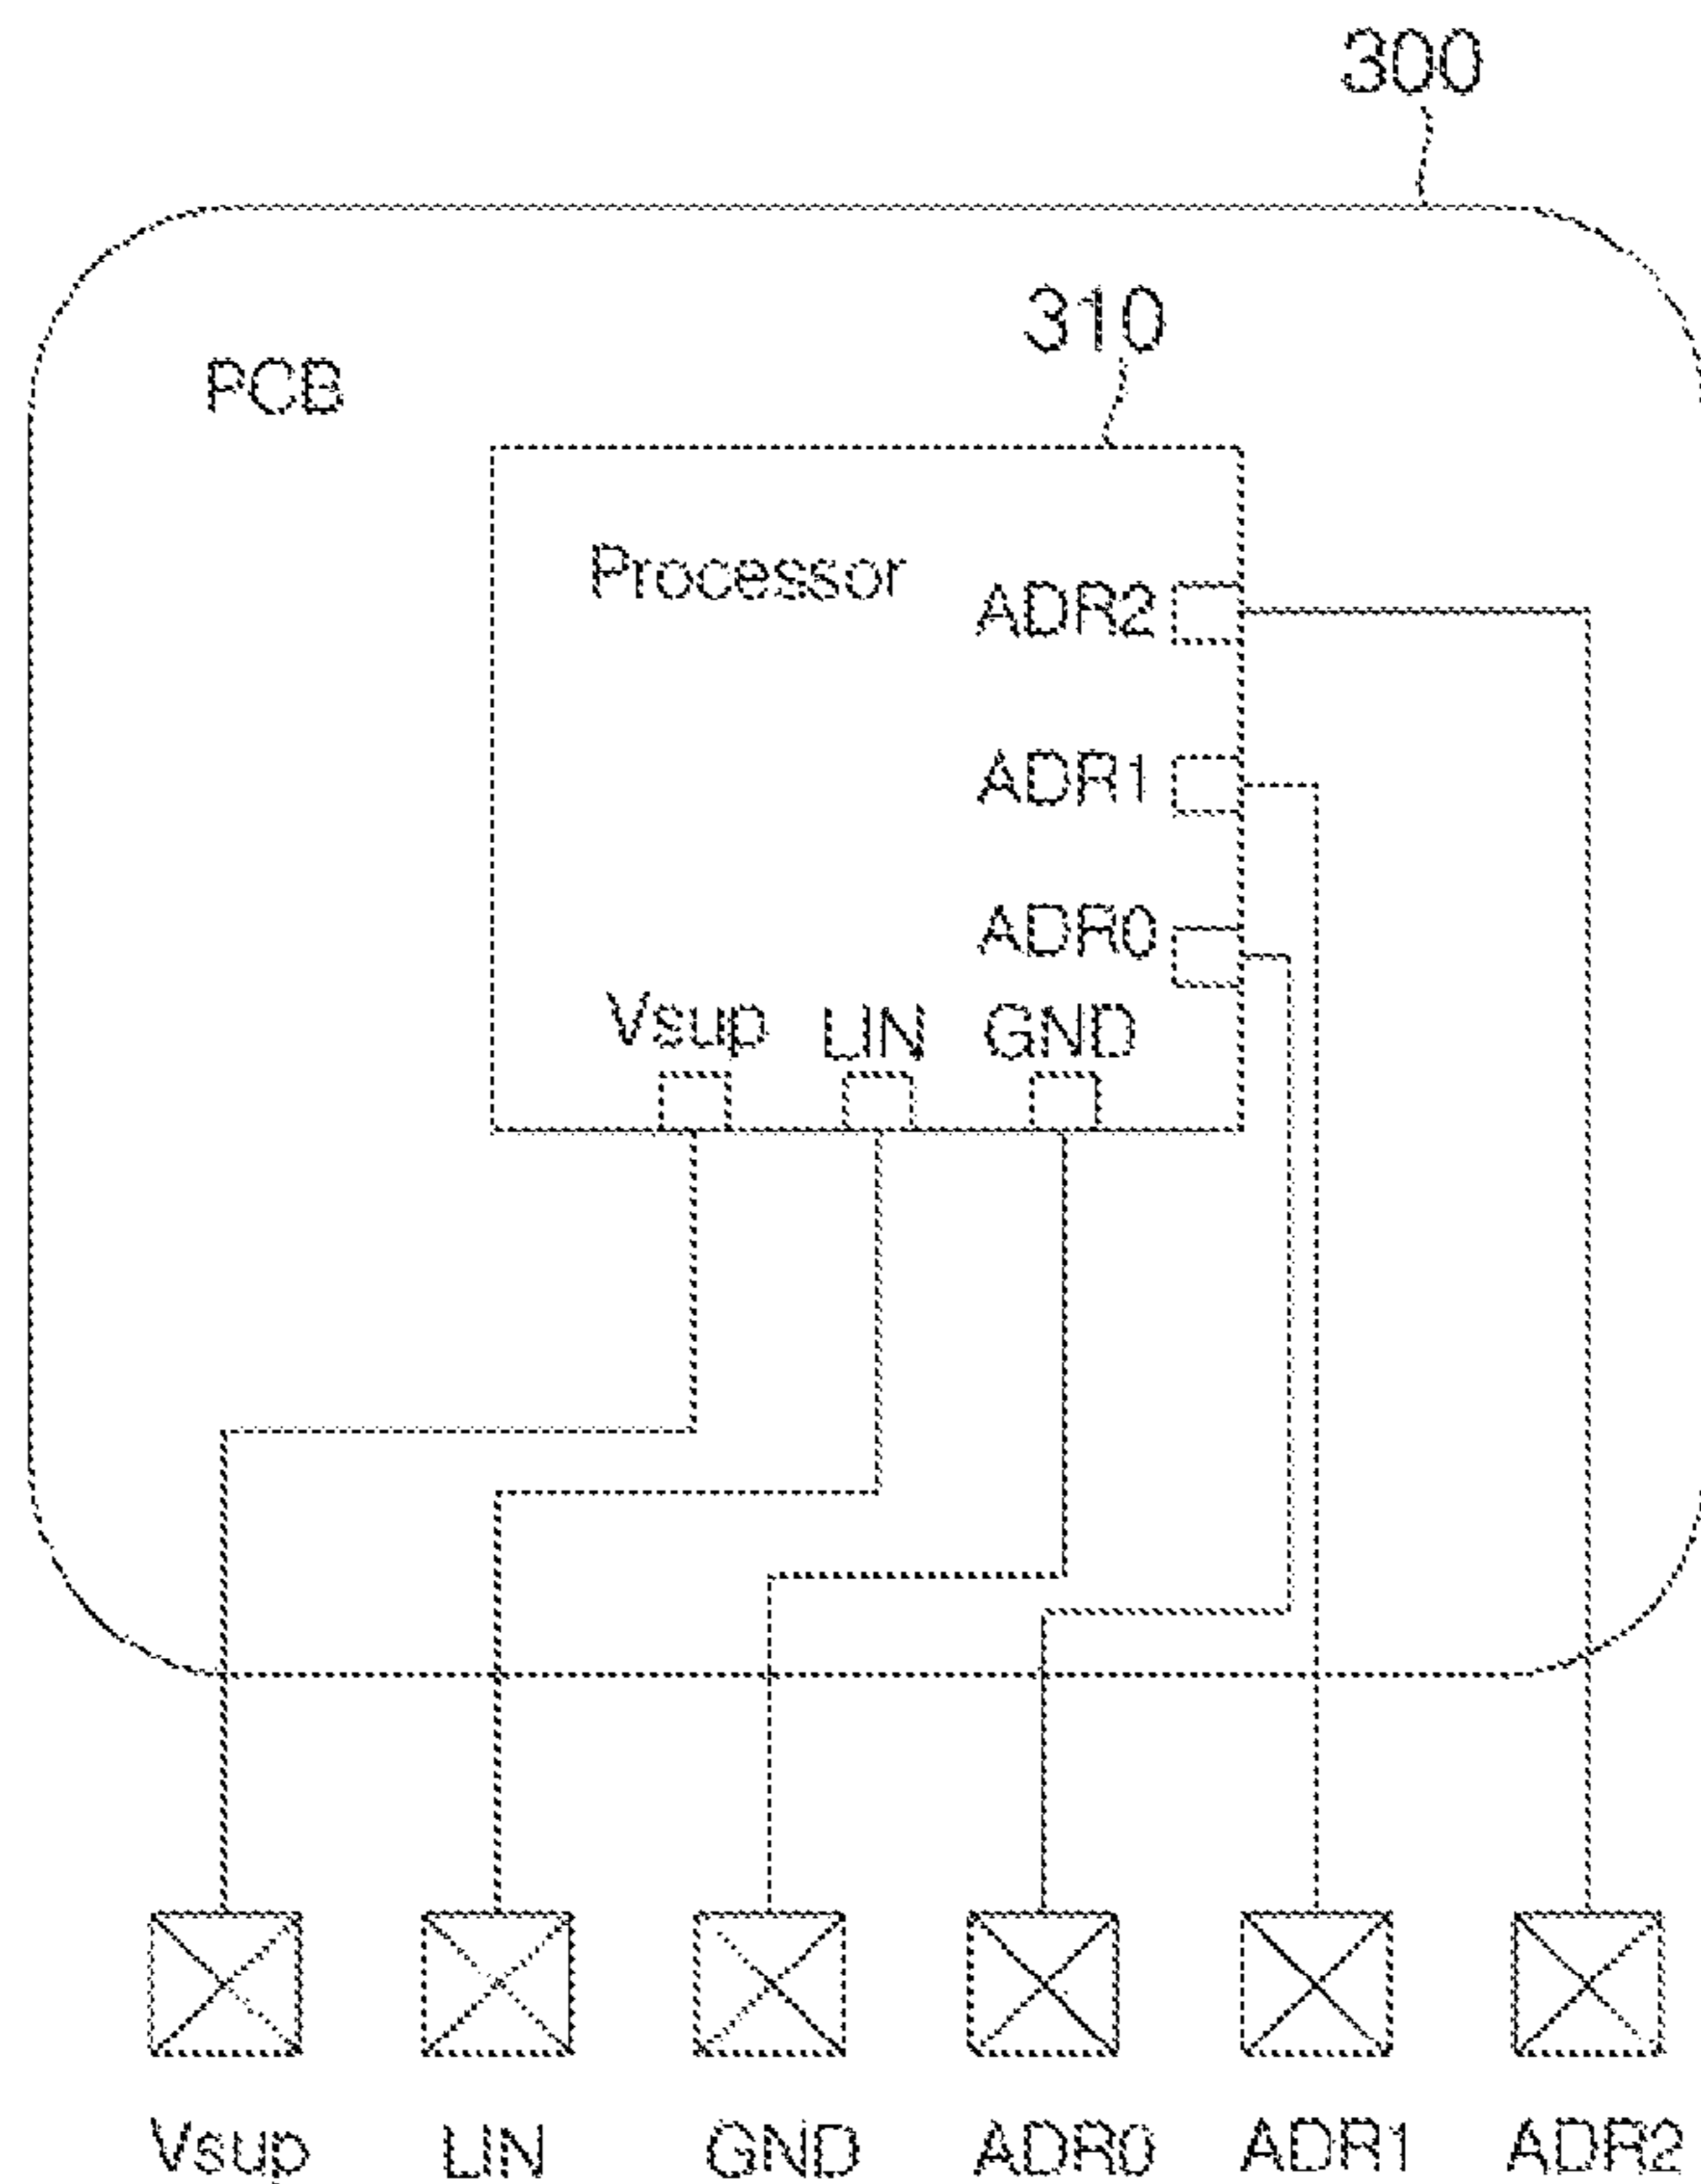 300
310
PCB
Processor
ADR2
ADR1
ADR0
Vsup LIN GND
Vsup LIN GND ADR0 ADR1 ADR2